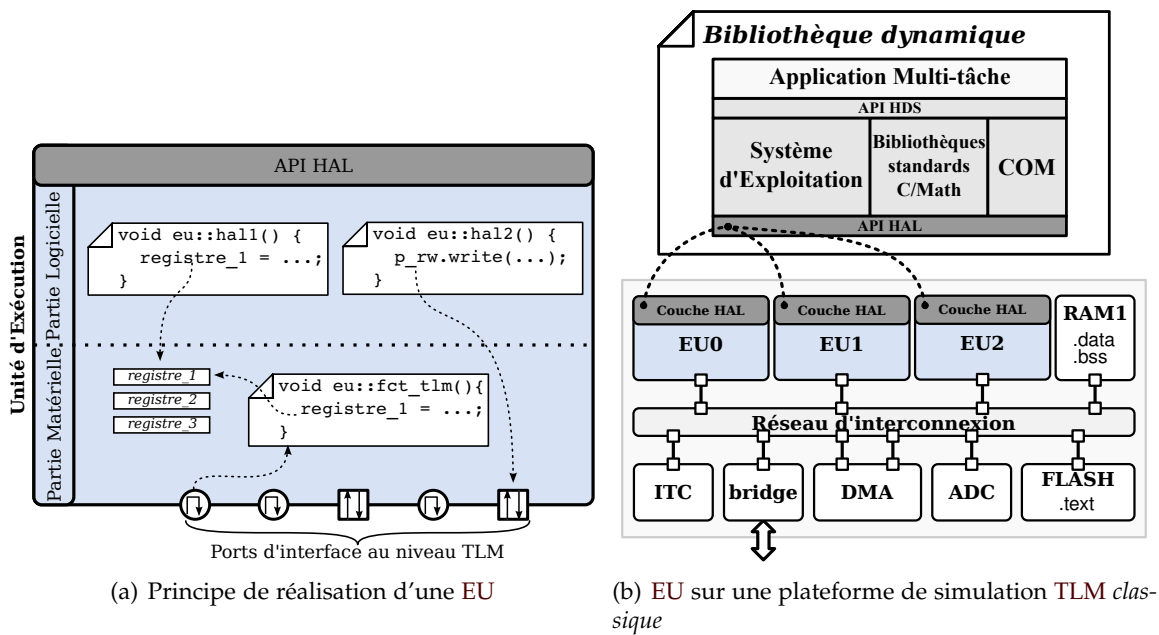 API HAL
Unité d'Exécution
Partie Logicielle
Partie Matérielle
void eu::hal1() {
registre_1 = ...;
}
void eu::hal2() {
p_rw.write(...);
}
registre_1
registre_2
registre_3
void eu::fct_tlm(){
registre_1 = ...;
}
Ports d'interface au niveau TLM
(a) Principe de réalisation d'une EU
Bibliothèque dynamique
Application Multi-tâche
API HDS
Système
d'Exploitation
Bibliothèques
standards
C/Math
COM
API HAL
Couche HAL
EU0
Couche HAL
EU1
Couche HAL
EU2
RAM1
.data
.bss
Réseau d'interconnexion
ITC
bridge
DMA
ADC
FLASH
.text
(b) EU sur une plateforme de simulation TLM clas-
sique